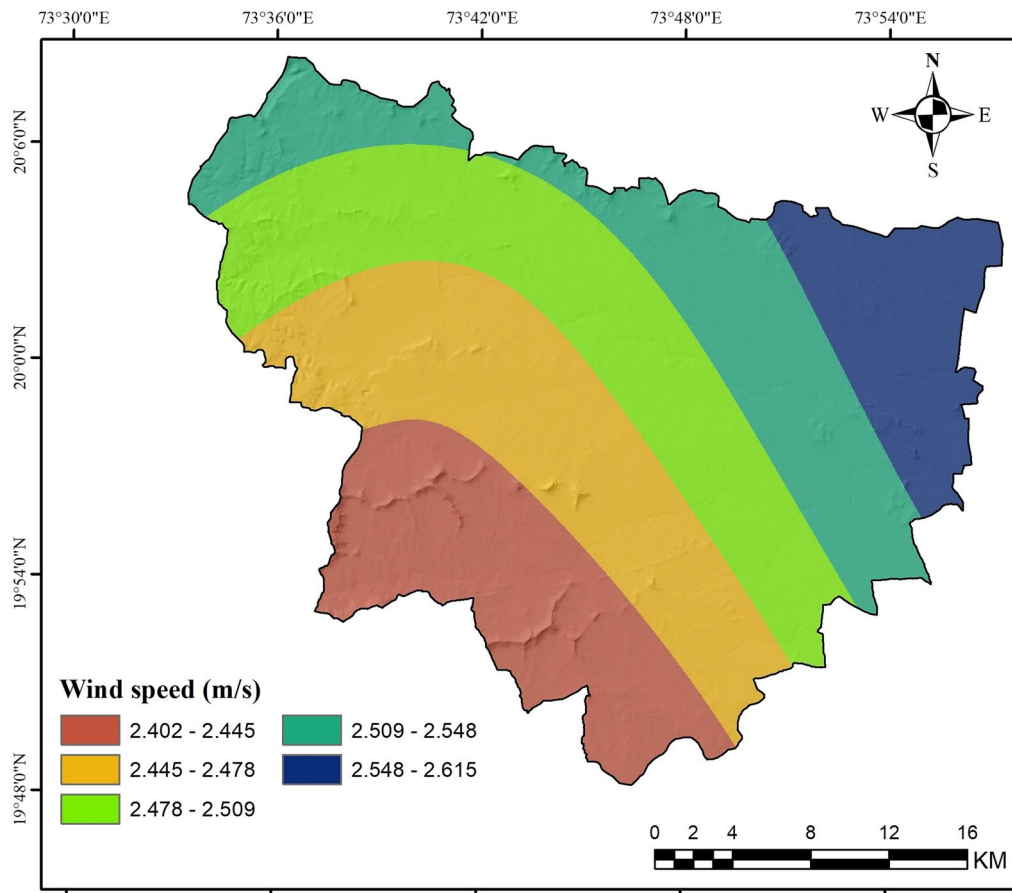 73°30'0"E 73°36'0"E 73°42'0"E 73°48'0"E 73°54'0"E
N
W E
S
20°6'0"N
20°0'0"N
19°54'0"N
19°48'0"N
Wind speed (m/s)
2.402 - 2.445
2.445 - 2.478
2.478 - 2.509
2.509 - 2.548
2.548 - 2.615
0 2 4 8 12 16
KM